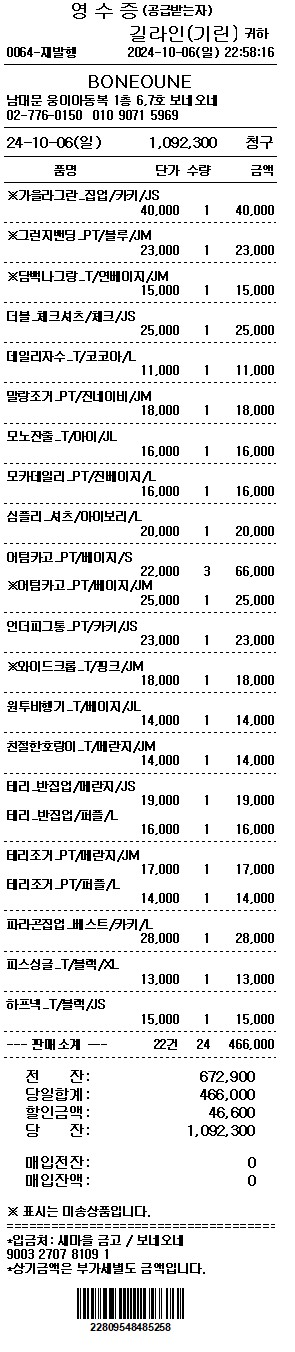 영 수 증 (공급받는자)
길라인(기린) 귀하
0064-재발행 2024-10-06(일) 22:58:16
BONEOUNE
남대문 웅이아동복 1층 6,7호 보네오네
02-776-0150 010 9071 5969
24-10-06(일) 1,092,300 청구
품명 단가 수량 금액
※가을라그란_집업/카키/JS
40,000 1 40,000
※그런지밴딩_PT/블루/JM
23,000 1 23,000
※담뿍나그랑_T/연베이지/JM
15,000 1 15,000
더블_체크셔츠/체크/JS
25,000 1 25,000
데일리자수_T/코코아/L
11,000 1 11,000
말랑조거_PT/진네이비/JM
18,000 1 18,000
모노잔줄_T/아이/JL
16,000 1 16,000
모카데일리_PT/진베이지/L
16,000 1 16,000
심플리_셔츠/아이보리/L
20,000 1 20,000
어텀카고_PT/베이지/S
22,000 3 66,000
※어텀카고_PT/베이지/JM
25,000 1 25,000
언더피그통_PT/카키/JS
23,000 1 23,000
※와이드크롭_T/핑크/JM
18,000 1 18,000
원투비행기_T/베이지/JL
14,000 1 14,000
친절한호랑이_T/메란지/JM
14,000 1 14,000
테리_반집업/메란지/JS
19,000 1 19,000
테리_반집업/퍼플/L
16,000 1 16,000
테리조거_PT/메란지/JM
17,000 1 17,000
테리조거_PT/퍼플/L
14,000 1 14,000
파라곤집업_베스트/카키/L
28,000 1 28,000
피스싱글_T/블랙/XL
13,000 1 13,000
하프넥_T/블랙/JS
15,000 1 15,000
--- 판매소계 --- 22건 24 466,000
전 잔: 672,900
당일합계: 466,000
할인금액: 46,600
당 잔: 1,092,300
매입전잔: 0
매입잔액: 0
※ 표시는 미송상품입니다.
*입금처: 새마을 금고 / 보네오네
9003 2707 8109 1
*상기금액은 부가세별도 금액입니다.
22809548485258